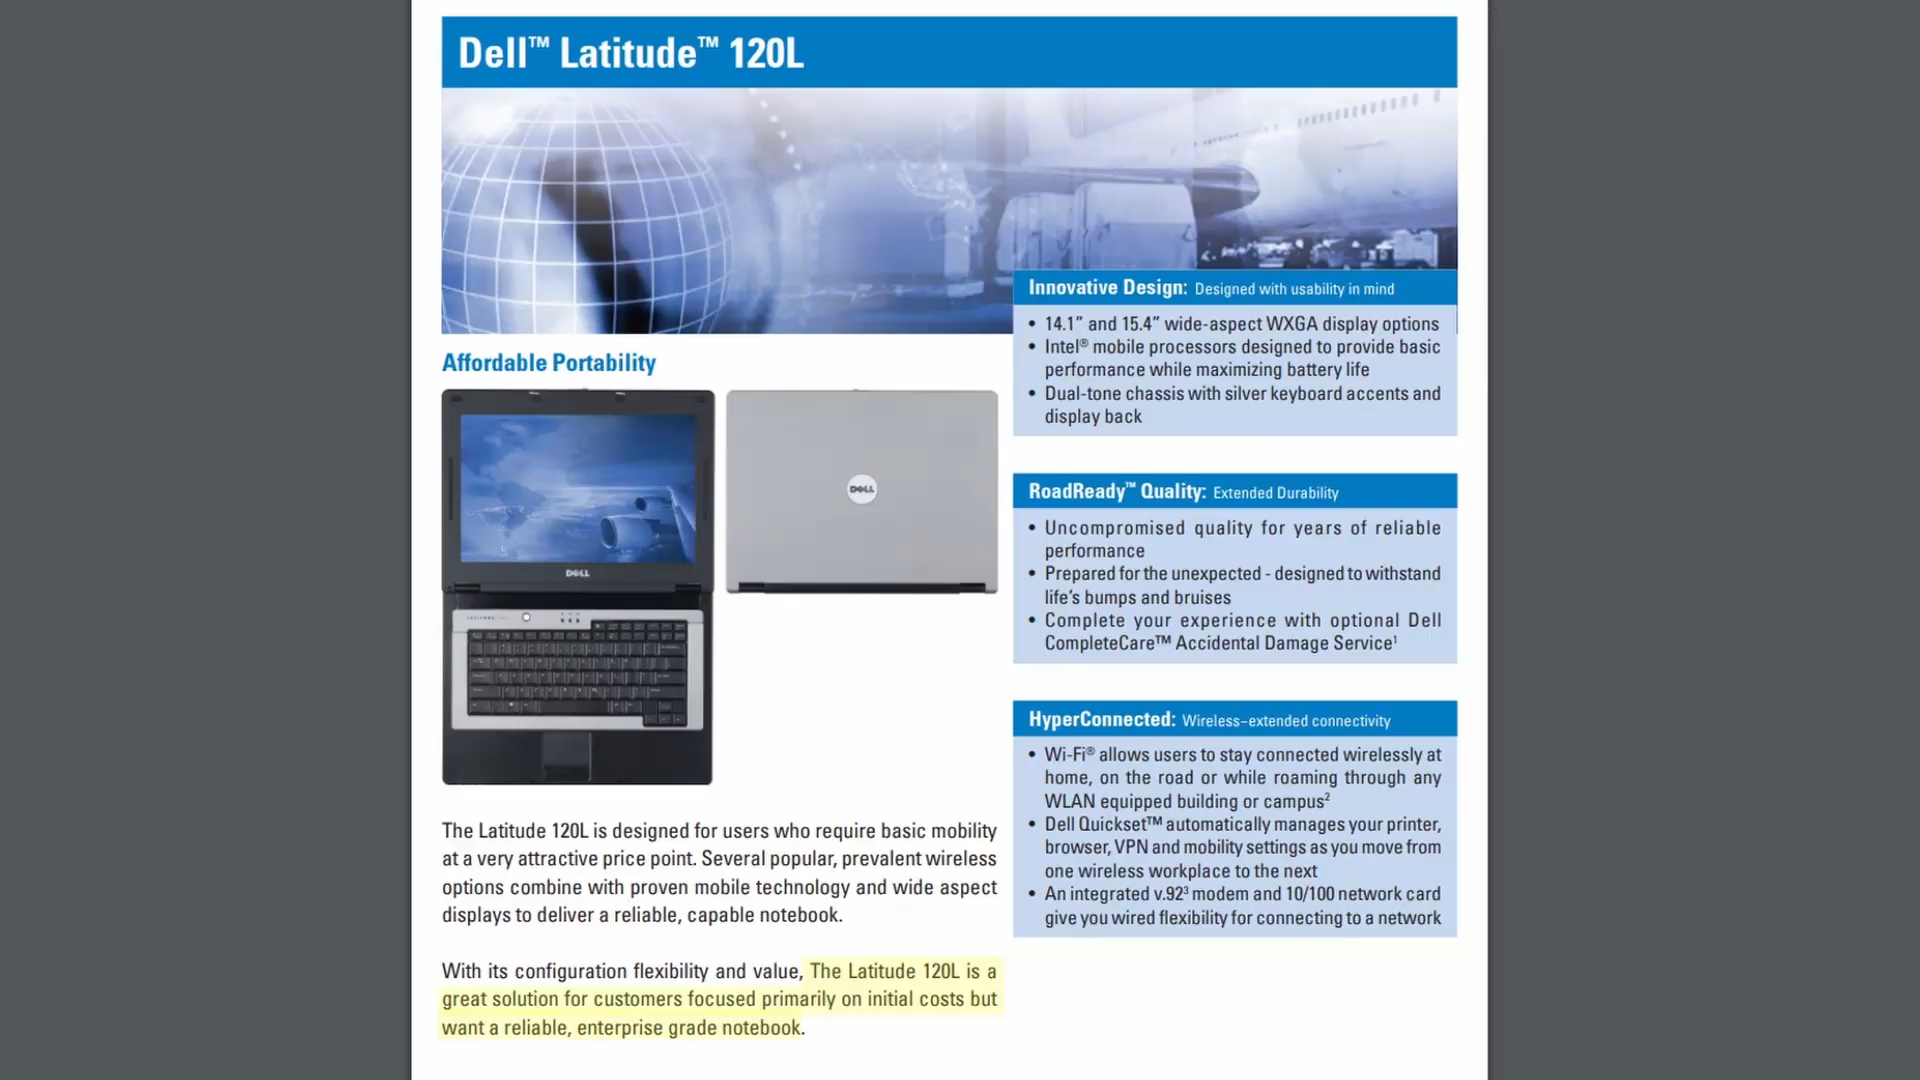 Dell™ Latitude™ 120L
Affordable Portability
DELL
DELL
The Latitude 120L is designed for users who require basic mobility
at a very attractive price point. Several popular, prevalent wireless
options combine with proven mobile technology and wide aspect
displays to deliver a reliable, capable notebook.
With its configuration flexibility and value, The Latitude 120L is a
great solution for customers focused primarily on initial costs but
want a reliable, enterprise grade notebook.
Innovative Design: Designed with usability in mind
• 14.1” and 15.4” wide-aspect WXGA display options
• Intel® mobile processors designed to provide basic
performance while maximizing battery life
• Dual-tone chassis with silver keyboard accents and
display back
RoadReady™ Quality: Extended Durability
• Uncompromised quality for years of reliable
performance
• Prepared for the unexpected - designed to withstand
life’s bumps and bruises
• Complete your experience with optional Dell
CompleteCare™ Accidental Damage Service¹
HyperConnected: Wireless–extended connectivity
• Wi-Fi® allows users to stay connected wirelessly at
home, on the road or while roaming through any
WLAN equipped building or campus²
• Dell Quickset™ automatically manages your printer,
browser, VPN and mobility settings as you move from
one wireless workplace to the next
• An integrated v.92³ modem and 10/100 network card
give you wired flexibility for connecting to a network